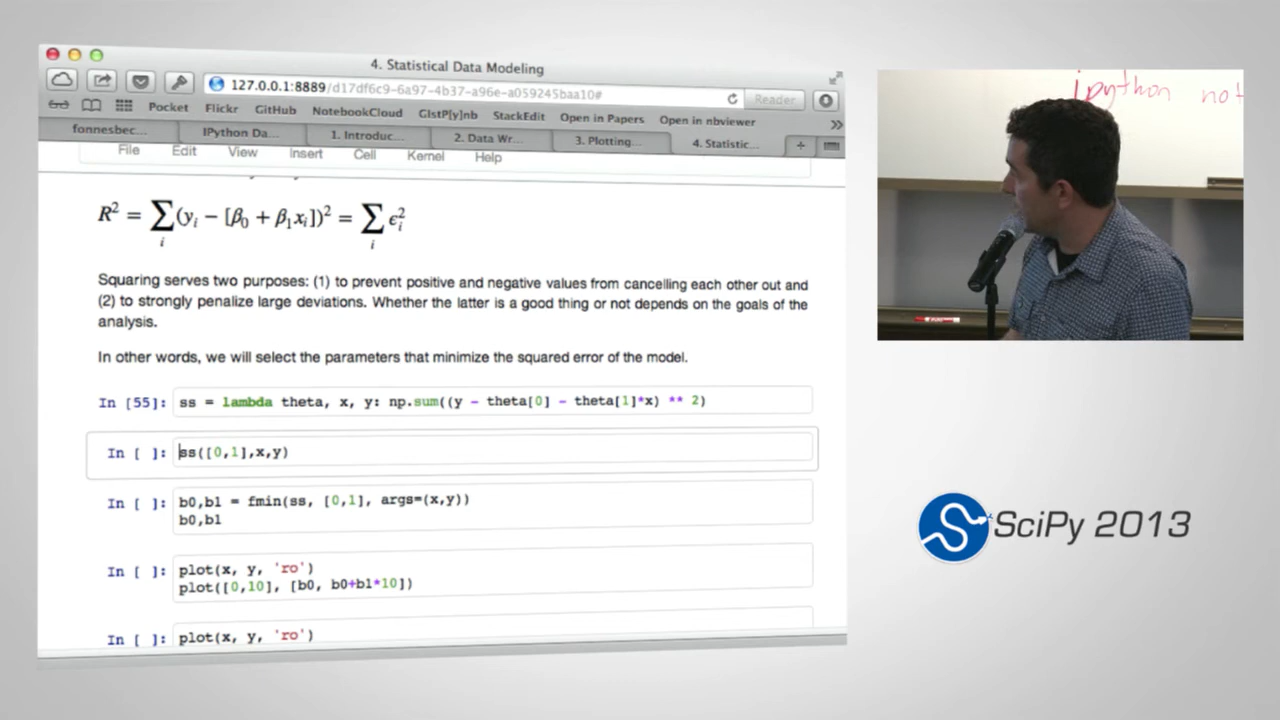 4. Statistical Data Modeling
127.0.0.1:8889/d17df6c9-6a97-4b37-a96e-a059245baa10#
Reader
Pocket Flickr GitHub NotebookCloud GIstP[y]nb StackEdit Open in Papers Open in nbviewer
fonnesbec... IPython Da... 1. Introduc... 2. Data Wr... 3. Plotting... 4. Statistic...
File Edit View Insert Cell Kernel Help
R² = ∑ᵢ(yᵢ − [β₀ + β₁xᵢ])² = ∑ᵢ ϵᵢ²
Squaring serves two purposes: (1) to prevent positive and negative values from cancelling each other out and
(2) to strongly penalize large deviations. Whether the latter is a good thing or not depends on the goals of the
analysis.
In other words, we will select the parameters that minimize the squared error of the model.
In [55]: ss = lambda theta, x, y: np.sum((y - theta[0] - theta[1]*x) ** 2)
In [ ]: ss([0,1],x,y)
In [ ]: b0,b1 = fmin(ss, [0,1], args=(x,y))
b0,b1
In [ ]: plot(x, y, 'ro')
plot([0,10], [b0, b0+b1*10])
In [ ]: plot(x, y, 'ro')
ipython not
SciPy 2013